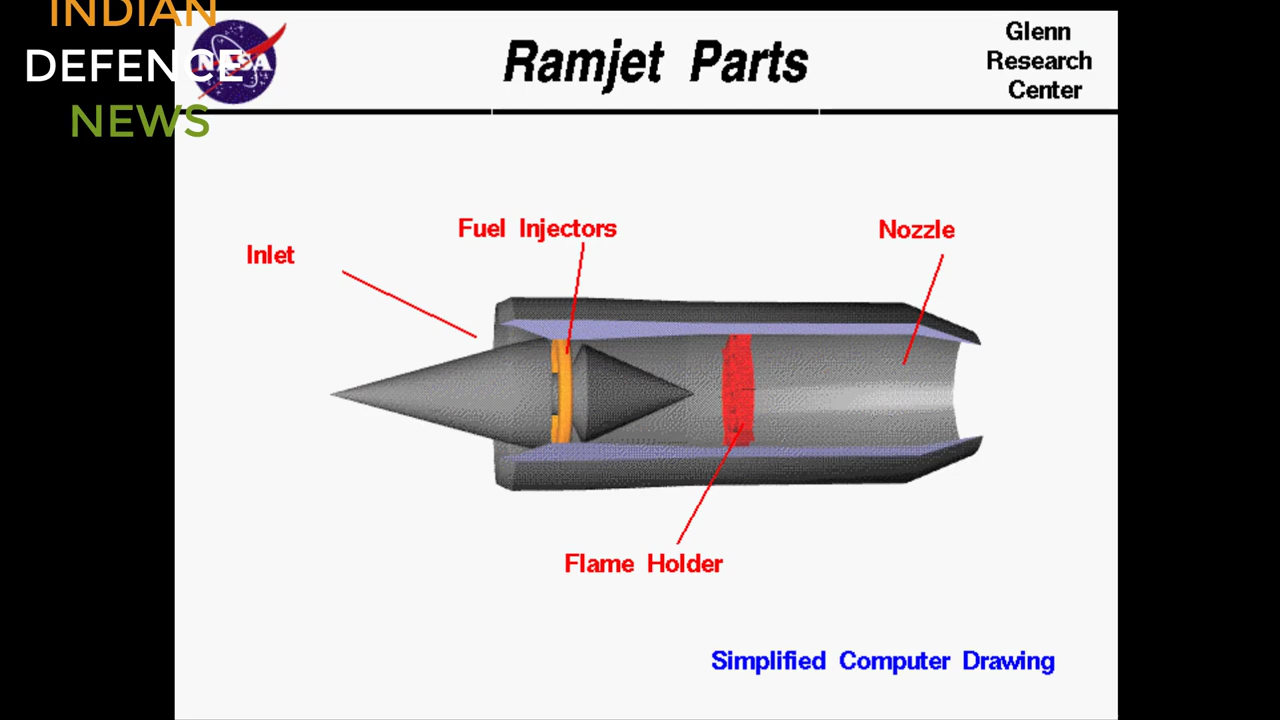 INDIAN
DEFENCE
NEWS
NASA
Ramjet Parts
Glenn
Research
Center
Fuel Injectors
Nozzle
Inlet
Flame Holder
Simplified Computer Drawing